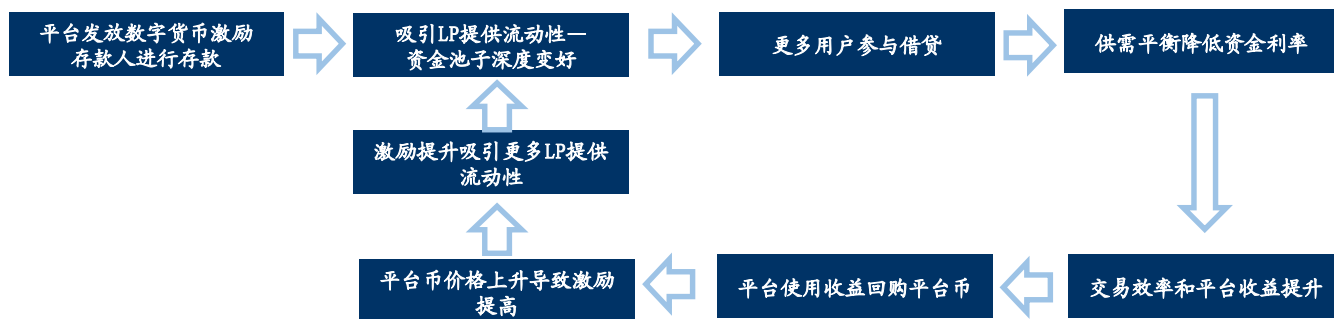 平台发放数字货币激励
存款人进行存款
吸引LP提供流动性—
资金池子深度变好
更多用户参与借贷
供需平衡降低资金利率
激励提升吸引更多LP提供
流动性
平台币价格上升导致激励
提高
平台使用收益回购平台币
交易效率和平台收益提升